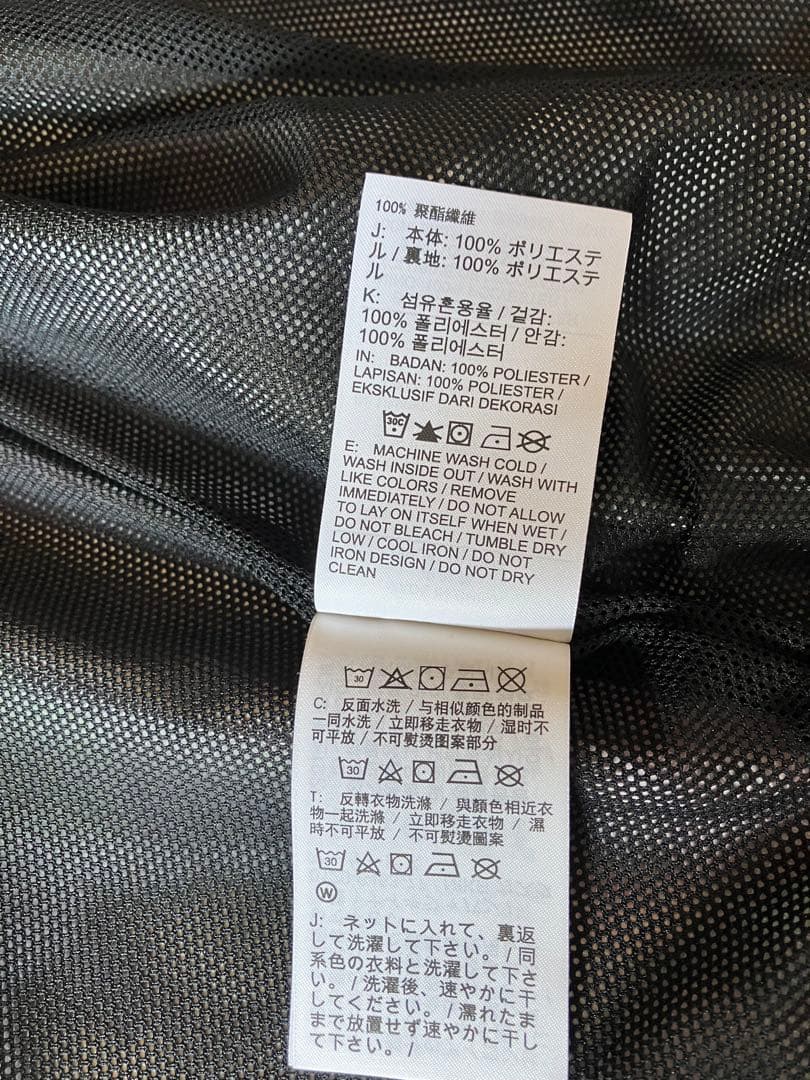 100% 聚酯纖維
J: 本体: 100% ポリエステ
ル / 裏地: 100% ポリエステ
ル
K: 섬유혼용율 / 겉감:
100% 폴리에스터 / 안감:
100% 폴리에스터
IN: BADAN: 100% POLIESTER /
LAPISAN: 100% POLIESTER /
EKSKLUSIF DARI DEKORASI
30C
E: MACHINE WASH COLD /
WASH INSIDE OUT / WASH WITH
LIKE COLORS / REMOVE
IMMEDIATELY / DO NOT ALLOW
TO LAY ON ITSELF WHEN WET /
DO NOT BLEACH / TUMBLE DRY
LOW / COOL IRON / DO NOT
IRON DESIGN / DO NOT DRY
CLEAN
30
C: 反面水洗 / 与相似颜色的制品
一同水洗 / 立即移走衣物 / 湿时不
可平放 / 不可熨烫图案部分
30
T: 反轉衣物洗滌 / 與顏色相近衣
物一起洗滌 / 立即移走衣物 / 濕
時不可平放 / 不可熨燙圖案
30
W
J: ネットに入れて、裏返
して洗濯して下さい。 / 同
系色の衣料と洗濯して下さ
い。 / 洗濯後、速やかに干
してください。 / 濡れたま
まで放置せず速やかに干し
て下さい。 /